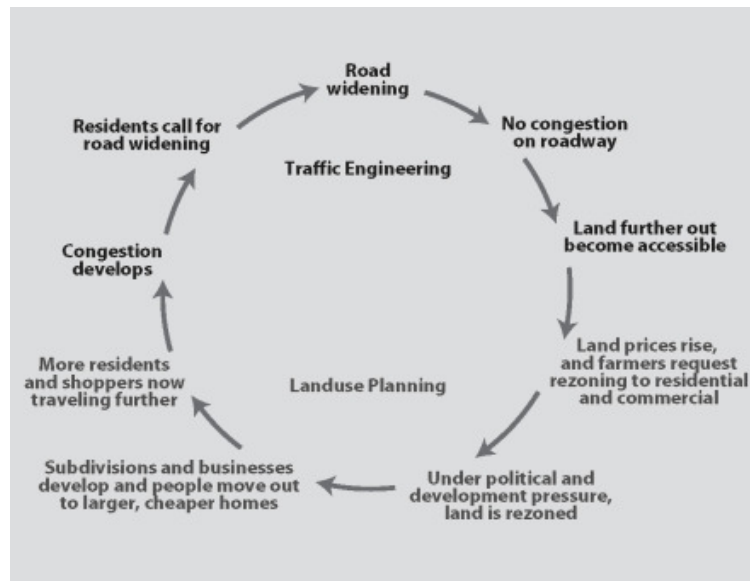 Road
widening
No congestion
on roadway
Land further out
become accessible
Land prices rise,
and farmers request
rezoning to residential
and commercial
Under political and
development pressure,
land is rezoned
Subdivisions and businesses
develop and people move out
to larger, cheaper homes
More residents
and shoppers now
traveling further
Congestion
develops
Residents call for
road widening
Traffic Engineering
Landuse Planning